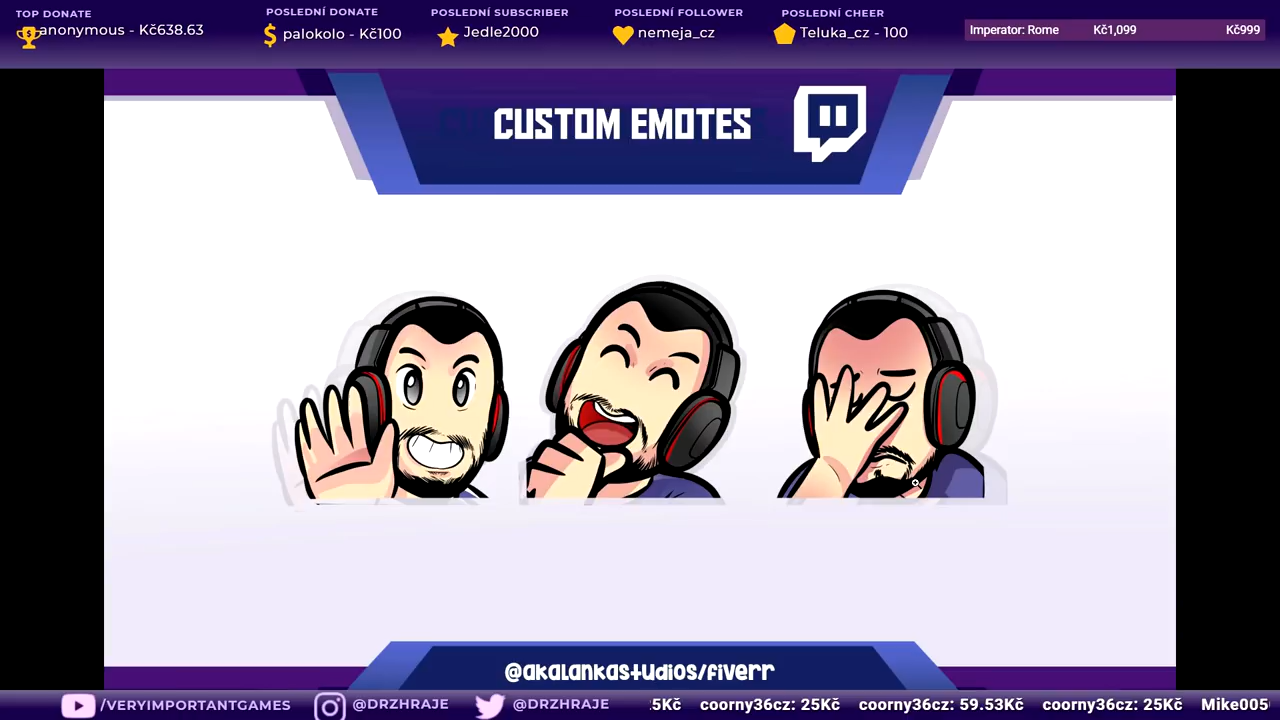 TOP DONATE
anonymous - Kč638.63
POSLEDNÍ DONATE
palokolo - Kč100
POSLEDNÍ SUBSCRIBER
Jedle2000
POSLEDNÍ FOLLOWER
nemeja_cz
POSLEDNÍ CHEER
Teluka_cz - 100
Imperator: Rome Kč1,099 Kč999
CUSTOM EMOTES
@akalankastudios/fiverr
/VERYIMPORTANTGAMES @DRZHRAJE @DRZHRAJE 5Kč coorny36cz: 25Kč coorny36cz: 59.53Kč coorny36cz: 25Kč Mike005